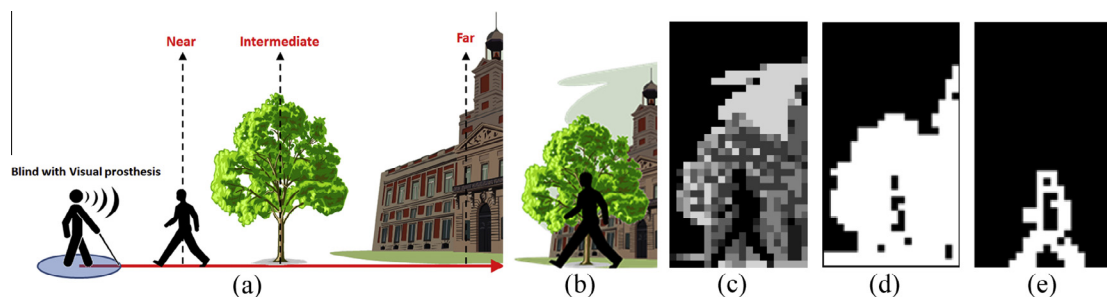 Near
Intermediate
Far
Blind with Visual prosthesis
(a)
(b)
(c)
(d)
(e)